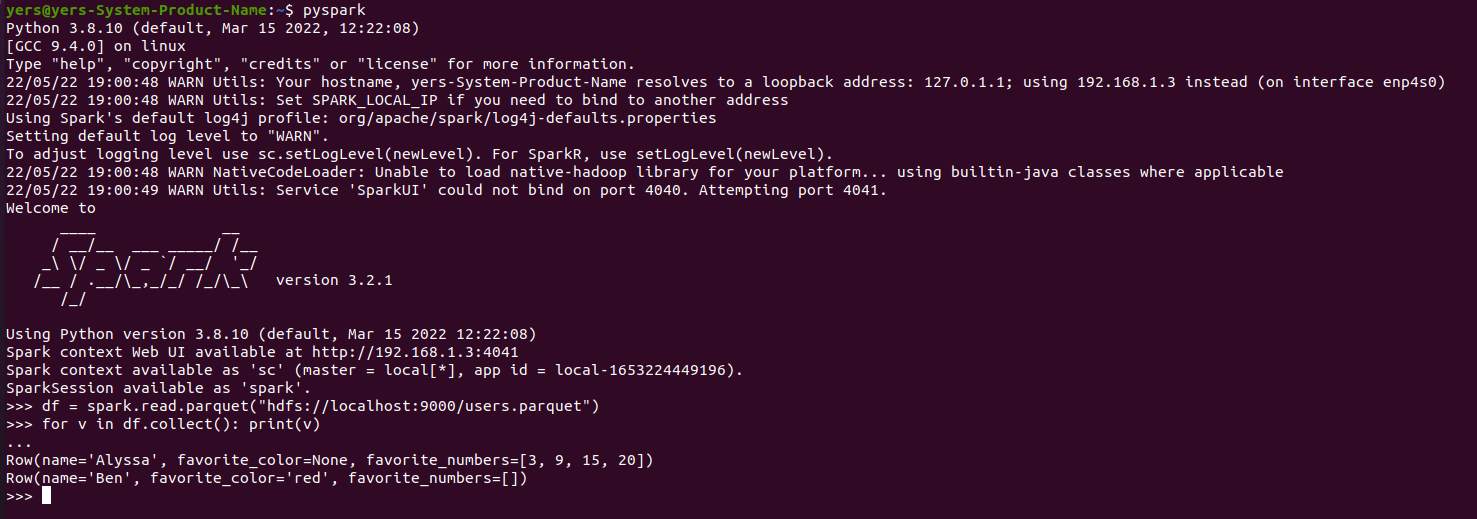 yers@yers-System-Product-Name:~$ pyspark
Python 3.8.10 (default, Mar 15 2022, 12:22:08)
[GCC 9.4.0] on linux
Type "help", "copyright", "credits" or "license" for more information.
22/05/22 19:00:48 WARN Utils: Your hostname, yers-System-Product-Name resolves to a loopback address: 127.0.1.1; using 192.168.1.3 instead (on interface enp4s0)
22/05/22 19:00:48 WARN Utils: Set SPARK_LOCAL_IP if you need to bind to another address
Using Spark's default log4j profile: org/apache/spark/log4j-defaults.properties
Setting default log level to "WARN".
To adjust logging level use sc.setLogLevel(newLevel). For SparkR, use setLogLevel(newLevel).
22/05/22 19:00:48 WARN NativeCodeLoader: Unable to load native-hadoop library for your platform... using builtin-java classes where applicable
22/05/22 19:00:49 WARN Utils: Service 'SparkUI' could not bind on port 4040. Attempting port 4041.
Welcome to
      ____              __
     / __/__  ___ _____/ /__
    _\ \/ _ \/ _ `/ __/  '_/
   /__ / .__/\_,_/_/ /_/\_\   version 3.2.1
      /_/
Using Python version 3.8.10 (default, Mar 15 2022 12:22:08)
Spark context Web UI available at http://192.168.1.3:4041
Spark context available as 'sc' (master = local[*], app id = local-1653224449196).
SparkSession available as 'spark'.
>>> df = spark.read.parquet("hdfs://localhost:9000/users.parquet")
>>> for v in df.collect(): print(v)
...
Row(name='Alyssa', favorite_color=None, favorite_numbers=[3, 9, 15, 20])
Row(name='Ben', favorite_color='red', favorite_numbers=[])
>>>